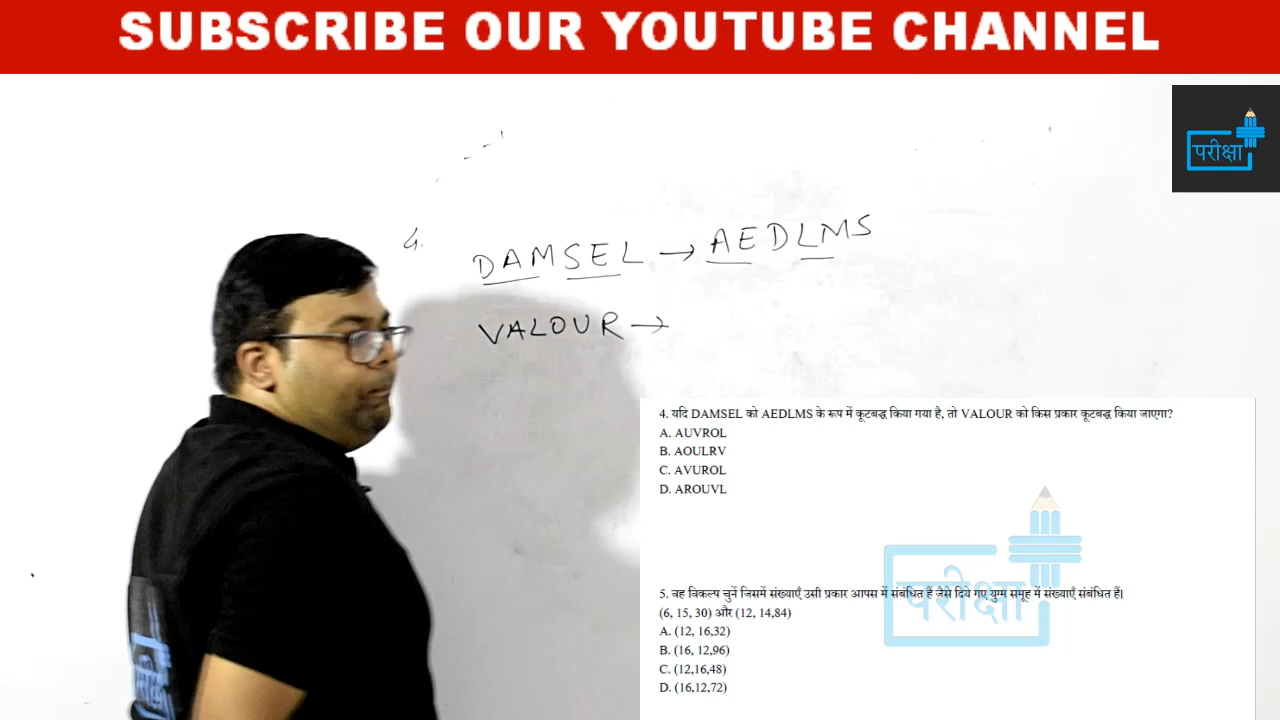 SUBSCRIBE OUR YOUTUBE CHANNEL
परीक्षा
4.
DAMSEL → AEDLMS
VALOUR →
4. यदि DAMSEL को AEDLMS के रूप में कूटबद्ध किया गया है, तो VALOUR को किस प्रकार कूटबद्ध किया जाएगा?
A. AUVROL
B. AOULRV
C. AVUROL
D. AROUVL
परीक्षा
5. वह विकल्प चुनें जिसमें संख्याएँ उसी प्रकार आपस में संबंधित हैं जैसे दिये गए युग्म समूह में संख्याएँ संबंधित हैं|
(6, 15, 30) और (12, 14,84)
A. (12, 16,32)
B. (16, 12,96)
C. (12,16,48)
D. (16,12,72)